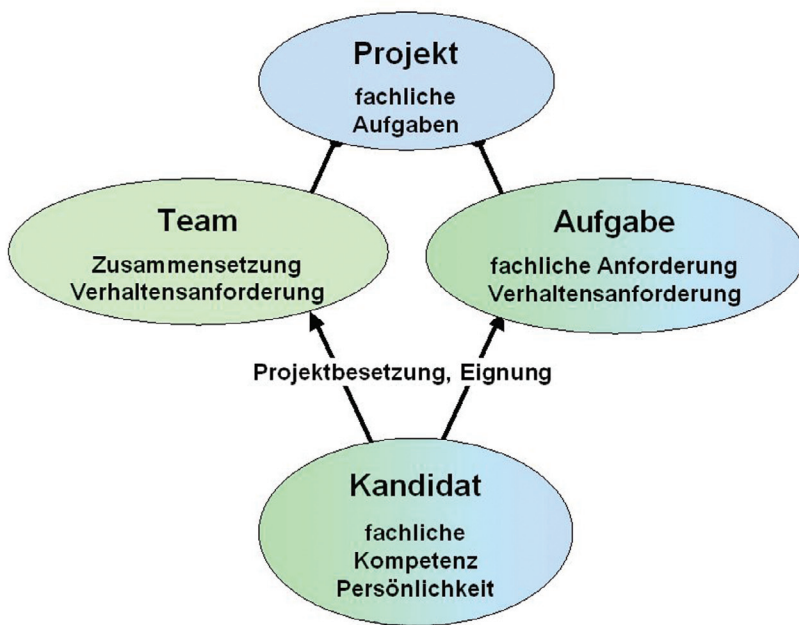 Projekt
fachliche
Aufgaben
Team
Zusammensetzung
Verhaltensanforderung
Aufgabe
fachliche Anforderung
Verhaltensanforderung
Projektbesetzung, Eignung
Kandidat
fachliche
Kompetenz
Persönlichkeit